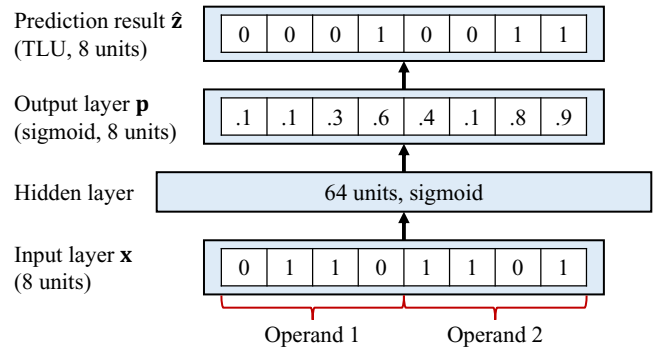 Prediction result ẑ
(TLU, 8 units)
0 0 0 1 0 0 1 1
Output layer p
(sigmoid, 8 units)
.1 .1 .3 .6 .4 .1 .8 .9
Hidden layer
64 units, sigmoid
Input layer x
(8 units)
0 1 1 0 1 1 0 1
Operand 1 Operand 2